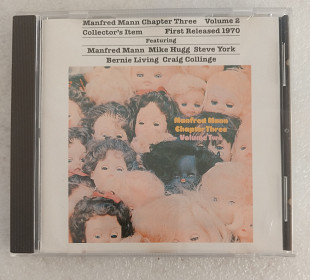 Manfred Mann Chapter Three Volume 2
Collector's Item First Released 1970
Featuring
Manfred Mann Mike Hugg Steve York
Bernie Living Craig Collinge
Manfred Mann
Chapter Three
Volume Two